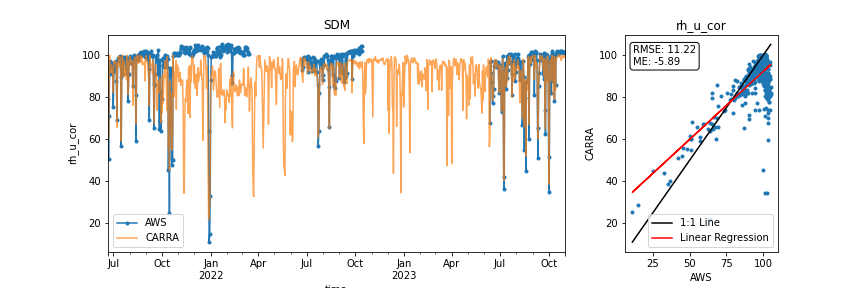 SDM
rh_u_cor
100
80
60
40
20
rh_u_cor
AWS
CARRA
Jul
Oct
Jan
2022
Apr
Jul
Oct
Jan
2023
Apr
Jul
Oct
time
rh_u_cor
RMSE: 11.22
ME: -5.89
100
80
60
40
20
CARRA
1:1 Line
Linear Regression
25
50
75
100
AWS